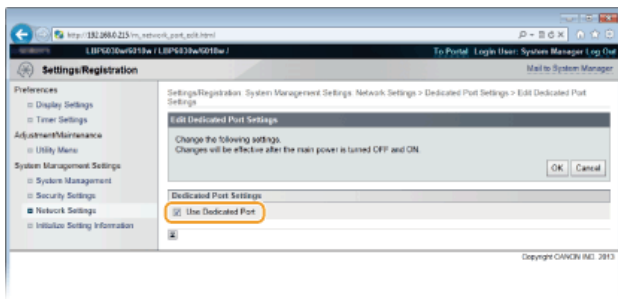 http://192.168.0.215/m_network_port_edit.html
LBP6030w/6018w / LBP6030w/6018w /
To Portal Login User: System Manager Log Out
Settings/Registration
Mail to System Manager
Preferences
Display Settings
Timer Settings
Adjustment/Maintenance
Utility Menu
System Management Settings
System Management
Security Settings
Network Settings
Initialize Setting Information
Settings/Registration: System Management Settings: Network Settings > Dedicated Port Settings > Edit Dedicated Port
Settings
Edit Dedicated Port Settings
Change the following settings.
Changes will be effective after the main power is turned OFF and ON.
OK Cancel
Dedicated Port Settings
Use Dedicated Port
Copyright CANON INC. 2013